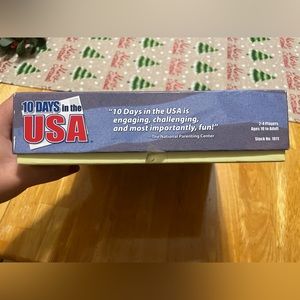 10 DAYS in the
USA
"10 Days in the USA is
engaging, challenging,
and most importantly, fun!"
-The National Parenting Center
2-4 Players
Ages 10 to Adult
Stock No. 1875